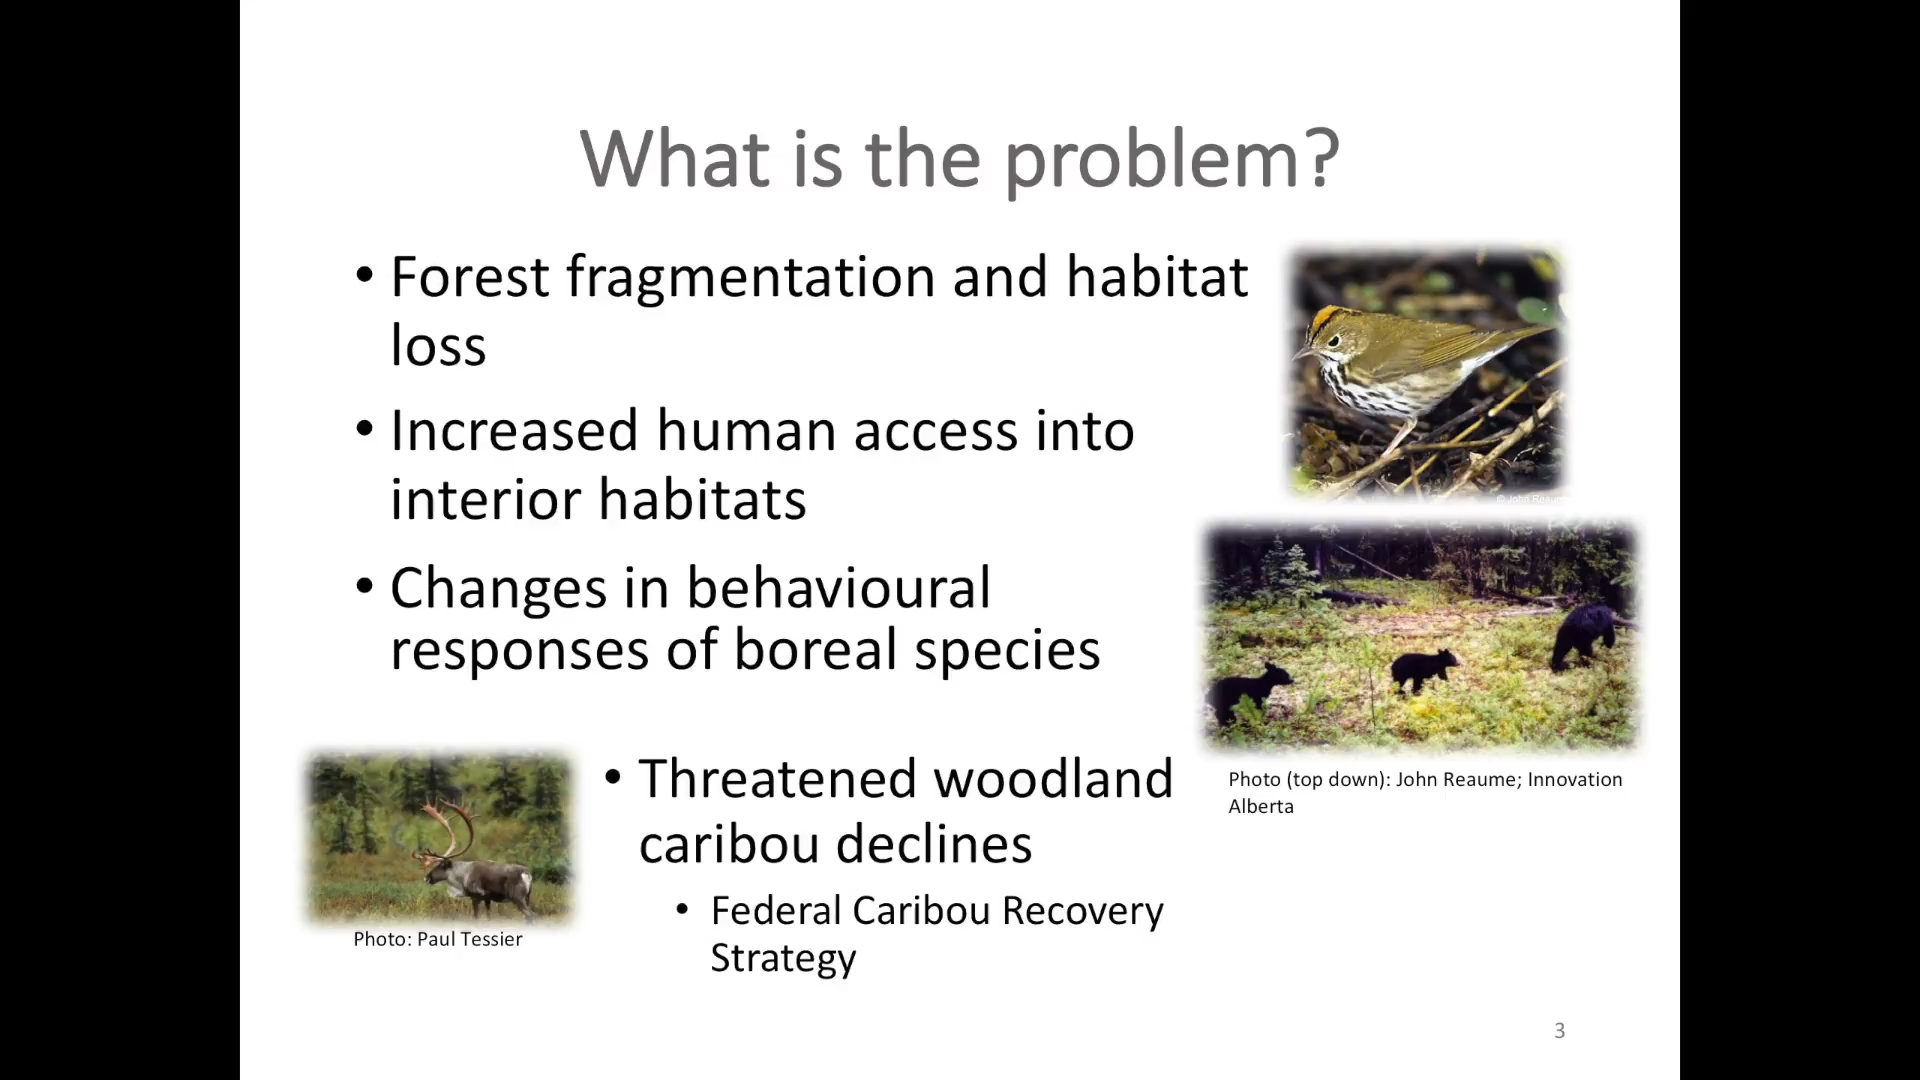 What is the problem?
• Forest fragmentation and habitat
loss
• Increased human access into
interior habitats
• Changes in behavioural
responses of boreal species
© John Reaume
Photo (top down): John Reaume; Innovation
Alberta
• Threatened woodland
caribou declines
• Federal Caribou Recovery
Strategy
Photo: Paul Tessier
3